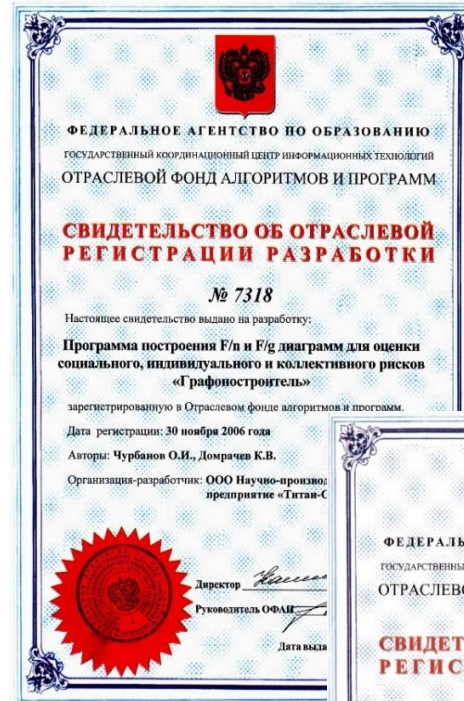 ФЕДЕРАЛЬНОЕ АГЕНТСТВО ПО ОБРАЗОВАНИЮ
ГОСУДАРСТВЕННЫЙ КООРДИНАЦИОННЫЙ ЦЕНТР ИНФОРМАЦИОННЫХ ТЕХНОЛОГИЙ
ОТРАСЛЕВОЙ ФОНД АЛГОРИТМОВ И ПРОГРАММ
СВИДЕТЕЛЬСТВО ОБ ОТРАСЛЕВОЙ
РЕГИСТРАЦИИ РАЗРАБОТКИ
№ 7318
Настоящее свидетельство выдано на разработку:
Программа построения F/n и F/g диаграмм для оценки
социального, индивидуального и коллективного рисков
«Графопостроитель»
зарегистрированную в Отраслевом фонде алгоритмов и программ.
Дата регистрации: 30 ноября 2006 года
Авторы: Чурбанов О.И., Домрачев К.В.
Организация-разработчик: ООО Научно-производ
предприятие «Титан-О
Директор
Руководитель ОФАП
Дата выда
ФЕДЕРАЛЬ
ГОСУДАРСТВЕННЫ
ОТРАСЛЕВО
СВИДЕТ
РЕГИС